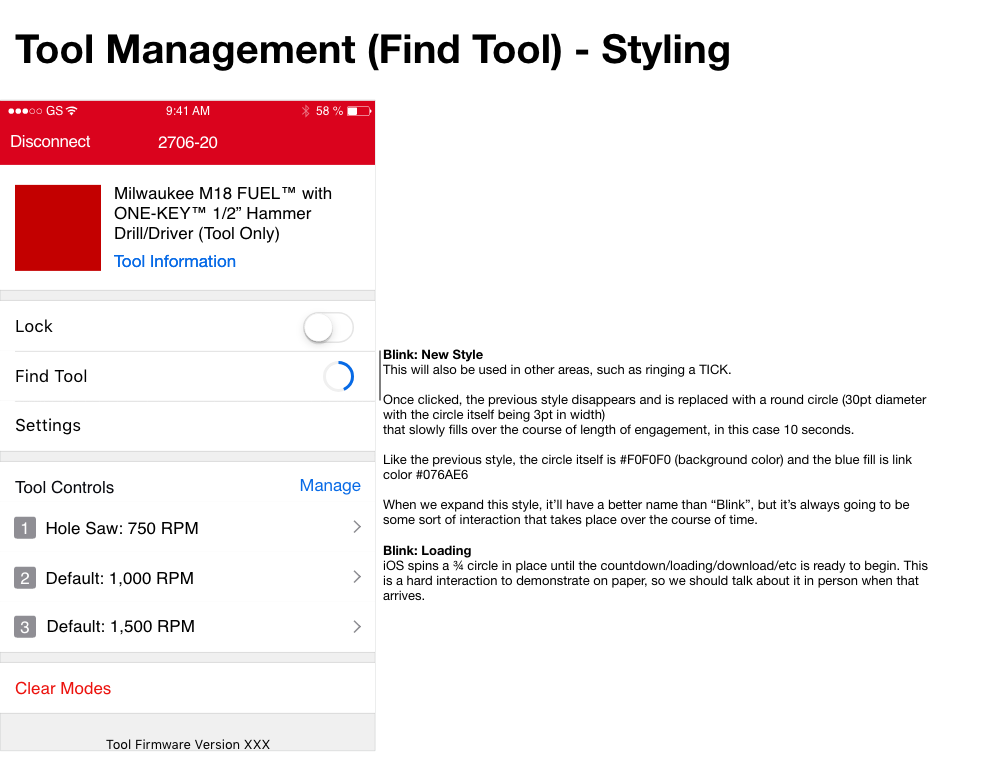 Tool Management (Find Tool) - Styling
GS 9:41 AM 58 %
Disconnect 2706-20
Milwaukee M18 FUEL™ with
ONE-KEY™ 1/2” Hammer
Drill/Driver (Tool Only)
Tool Information
Lock
Find Tool
Settings
Tool Controls Manage
1 Hole Saw: 750 RPM
2 Default: 1,000 RPM
3 Default: 1,500 RPM
Clear Modes
Tool Firmware Version XXX
Blink: New Style
This will also be used in other areas, such as ringing a TICK.
Once clicked, the previous style disappears and is replaced with a round circle (30pt diameter
with the circle itself being 3pt in width)
that slowly fills over the course of length of engagement, in this case 10 seconds.
Like the previous style, the circle itself is #F0F0F0 (background color) and the blue fill is link
color #076AE6
When we expand this style, it’ll have a better name than “Blink”, but it’s always going to be
some sort of interaction that takes place over the course of time.
Blink: Loading
iOS spins a ¾ circle in place until the countdown/loading/download/etc is ready to begin. This
is a hard interaction to demonstrate on paper, so we should talk about it in person when that
arrives.